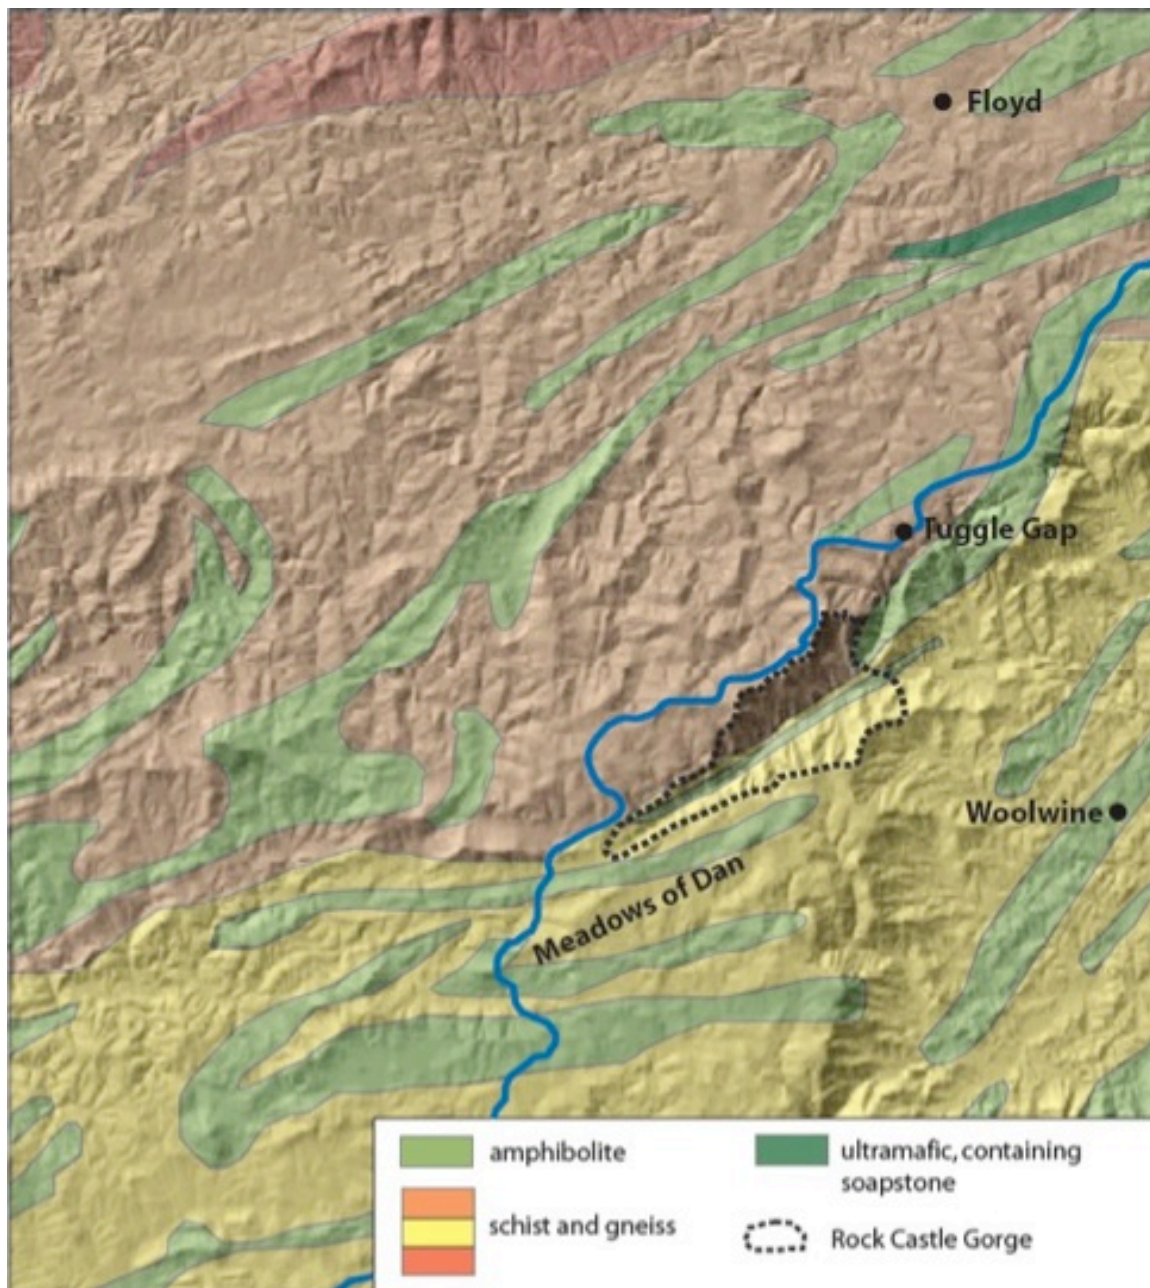 Floyd
Tuggle Gap
Woolwine
Meadows of Dan
amphibolite
schist and gneiss
ultramafic, containing
soapstone
Rock Castle Gorge